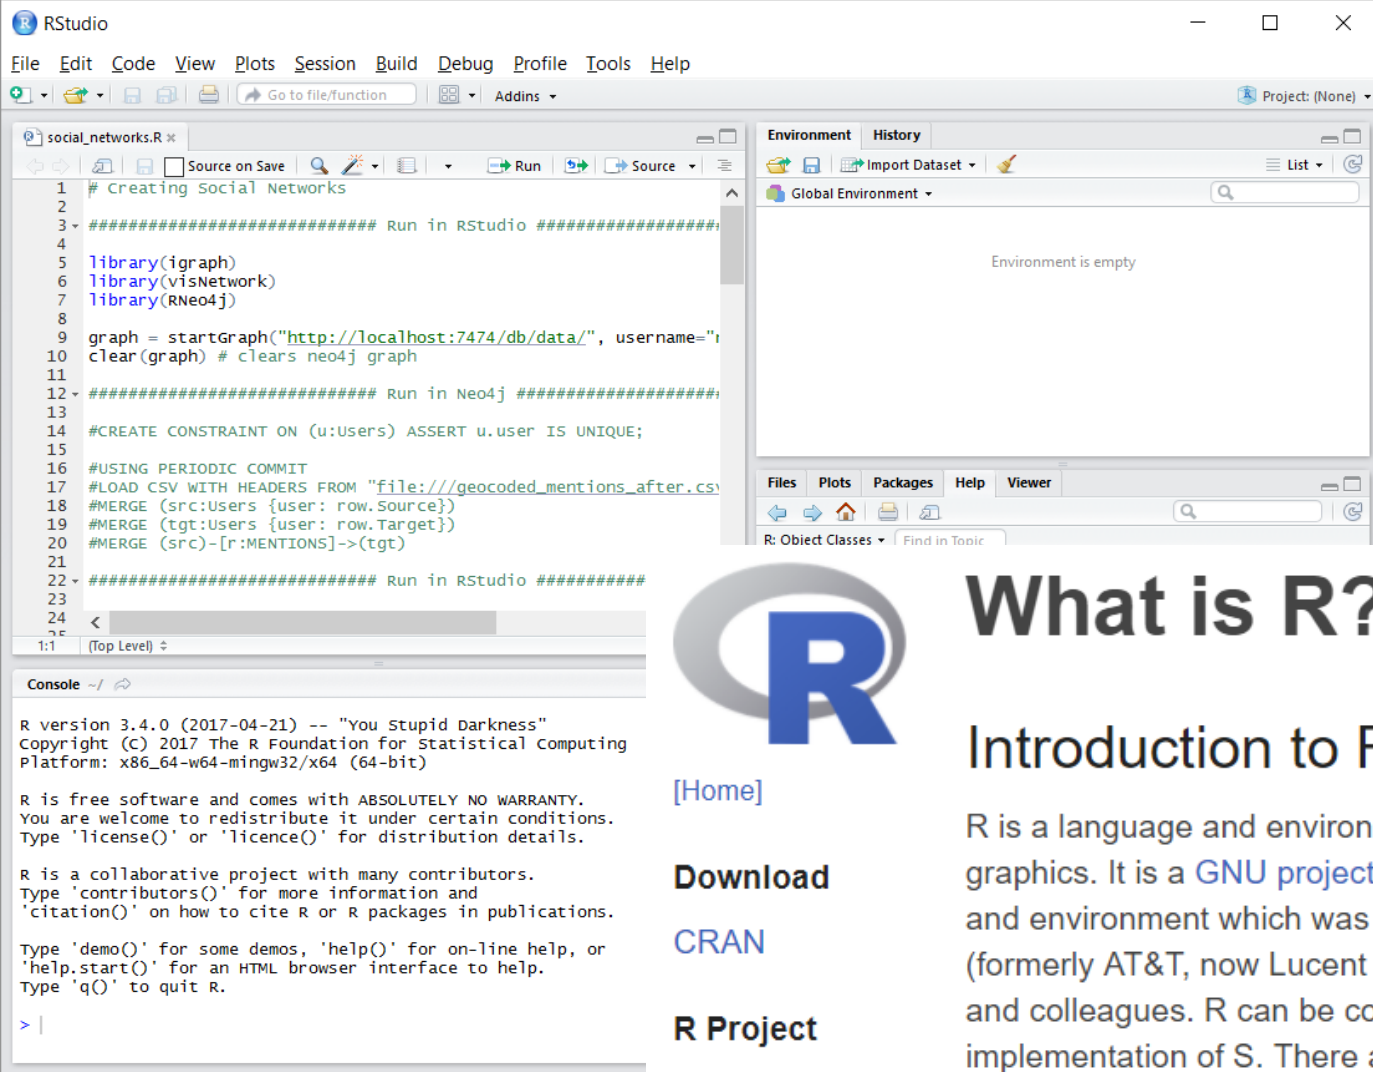 RStudio
File Edit Code View Plots Session Build Debug Profile Tools Help
Go to file/function Addins Project: (None)
social_networks.R
Source on Save Run Source
1 # Creating Social Networks
2
3 ############################# Run in RStudio ###################
4
5 library(igraph)
6 library(visNetwork)
7 library(RNeo4j)
8
9 graph = startGraph("http://localhost:7474/db/data/", username="
10 clear(graph) # clears neo4j graph
11
12 ############################# Run in Neo4j #####################
13
14 #CREATE CONSTRAINT ON (u:Users) ASSERT u.user IS UNIQUE;
15
16 #USING PERIODIC COMMIT
17 #LOAD CSV WITH HEADERS FROM "file:///geocoded_mentions_after.csv
18 #MERGE (src:Users {user: row.Source})
19 #MERGE (tgt:Users {user: row.Target})
20 #MERGE (src)-[r:MENTIONS]->(tgt)
21
22 ############################# Run in RStudio ###########
23
24
25
1:1 (Top Level)
Console ~/
R version 3.4.0 (2017-04-21) -- "You Stupid Darkness"
Copyright (C) 2017 The R Foundation for Statistical Computing
Platform: x86_64-w64-mingw32/x64 (64-bit)
R is free software and comes with ABSOLUTELY NO WARRANTY.
You are welcome to redistribute it under certain conditions.
Type 'license()' or 'licence()' for distribution details.
R is a collaborative project with many contributors.
Type 'contributors()' for more information and
'citation()' on how to cite R or R packages in publications.
Type 'demo()' for some demos, 'help()' for on-line help, or
'help.start()' for an HTML browser interface to help.
Type 'q()' to quit R.
>
Environment History
Import Dataset List
Global Environment
Environment is empty
Files Plots Packages Help Viewer
R: Object Classes Find in Topic
R
[Home]
Download
CRAN
R Project
What is R?
Introduction to R
R is a language and environ
graphics. It is a GNU project
and environment which was
(formerly AT&T, now Lucent
and colleagues. R can be co
implementation of S. There a